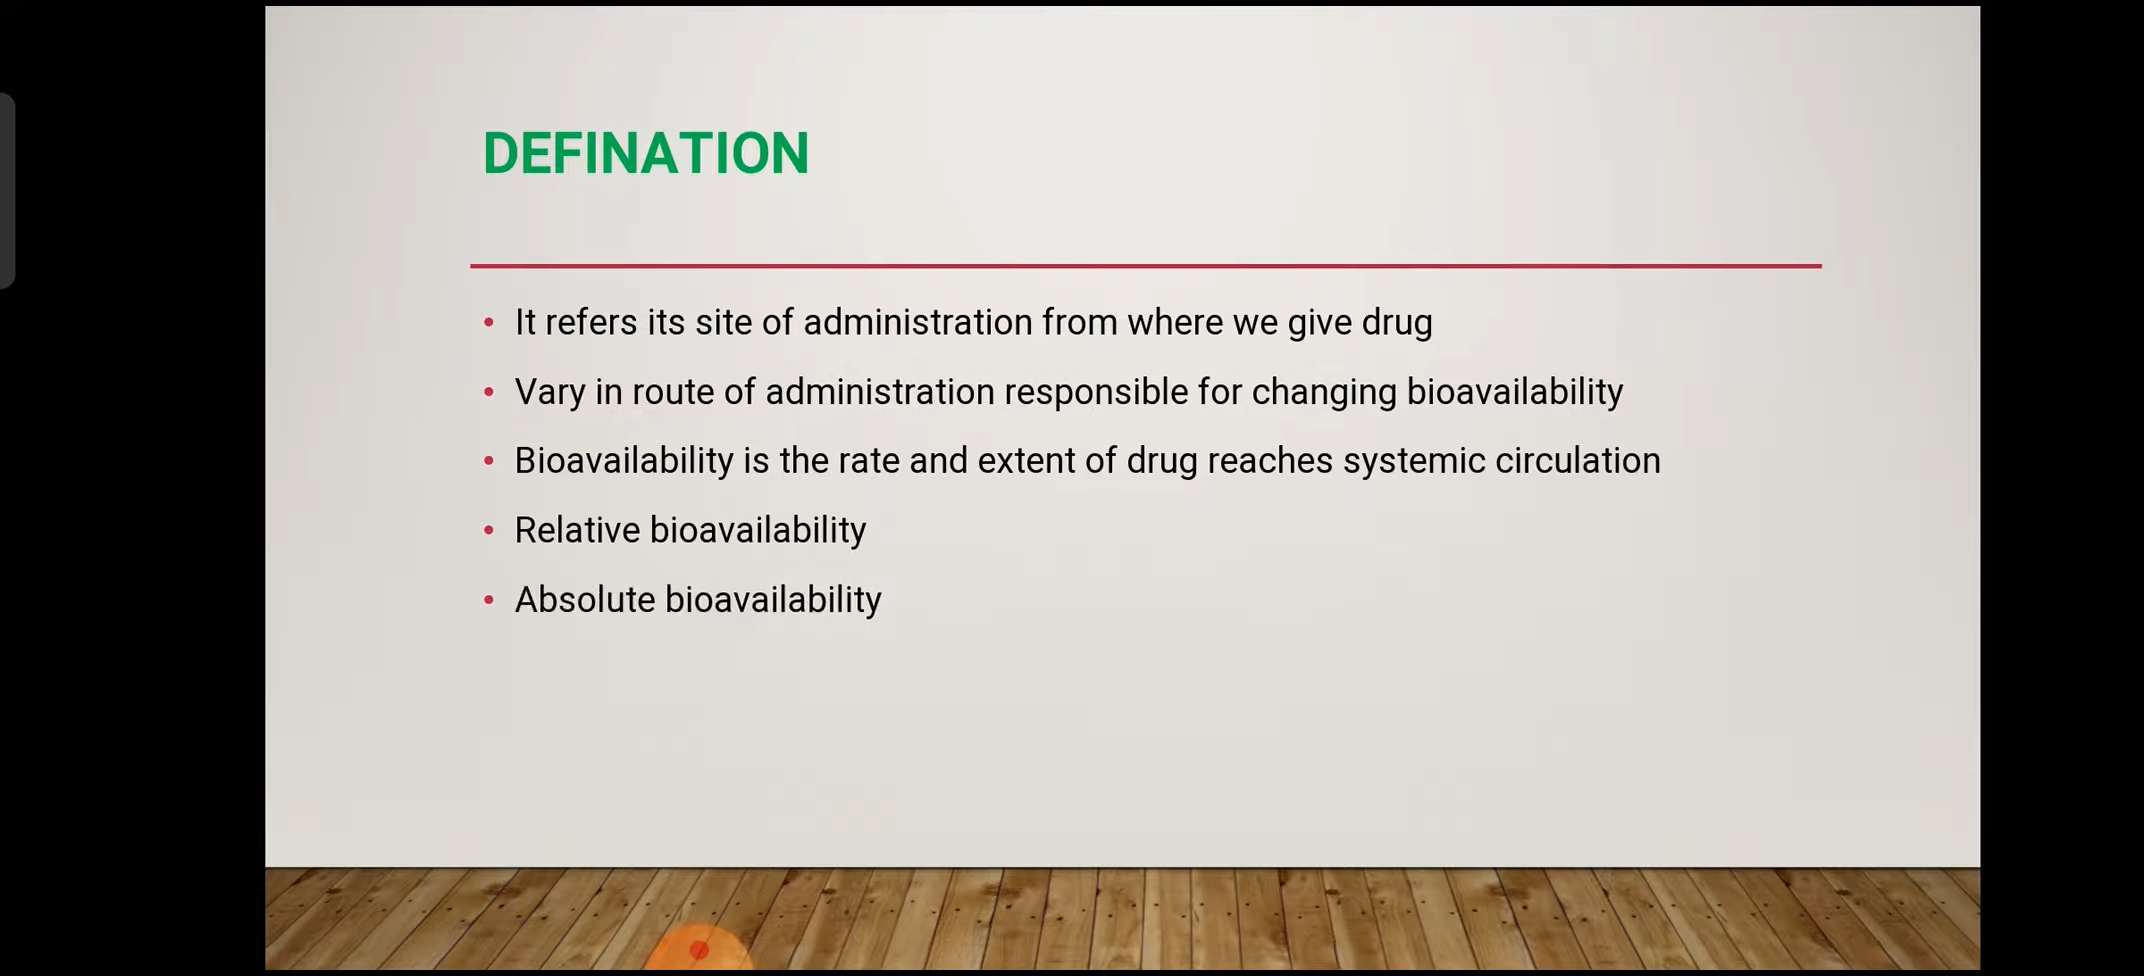 DEFINATION
• It refers its site of administration from where we give drug
• Vary in route of administration responsible for changing bioavailability
• Bioavailability is the rate and extent of drug reaches systemic circulation
• Relative bioavailability
• Absolute bioavailability